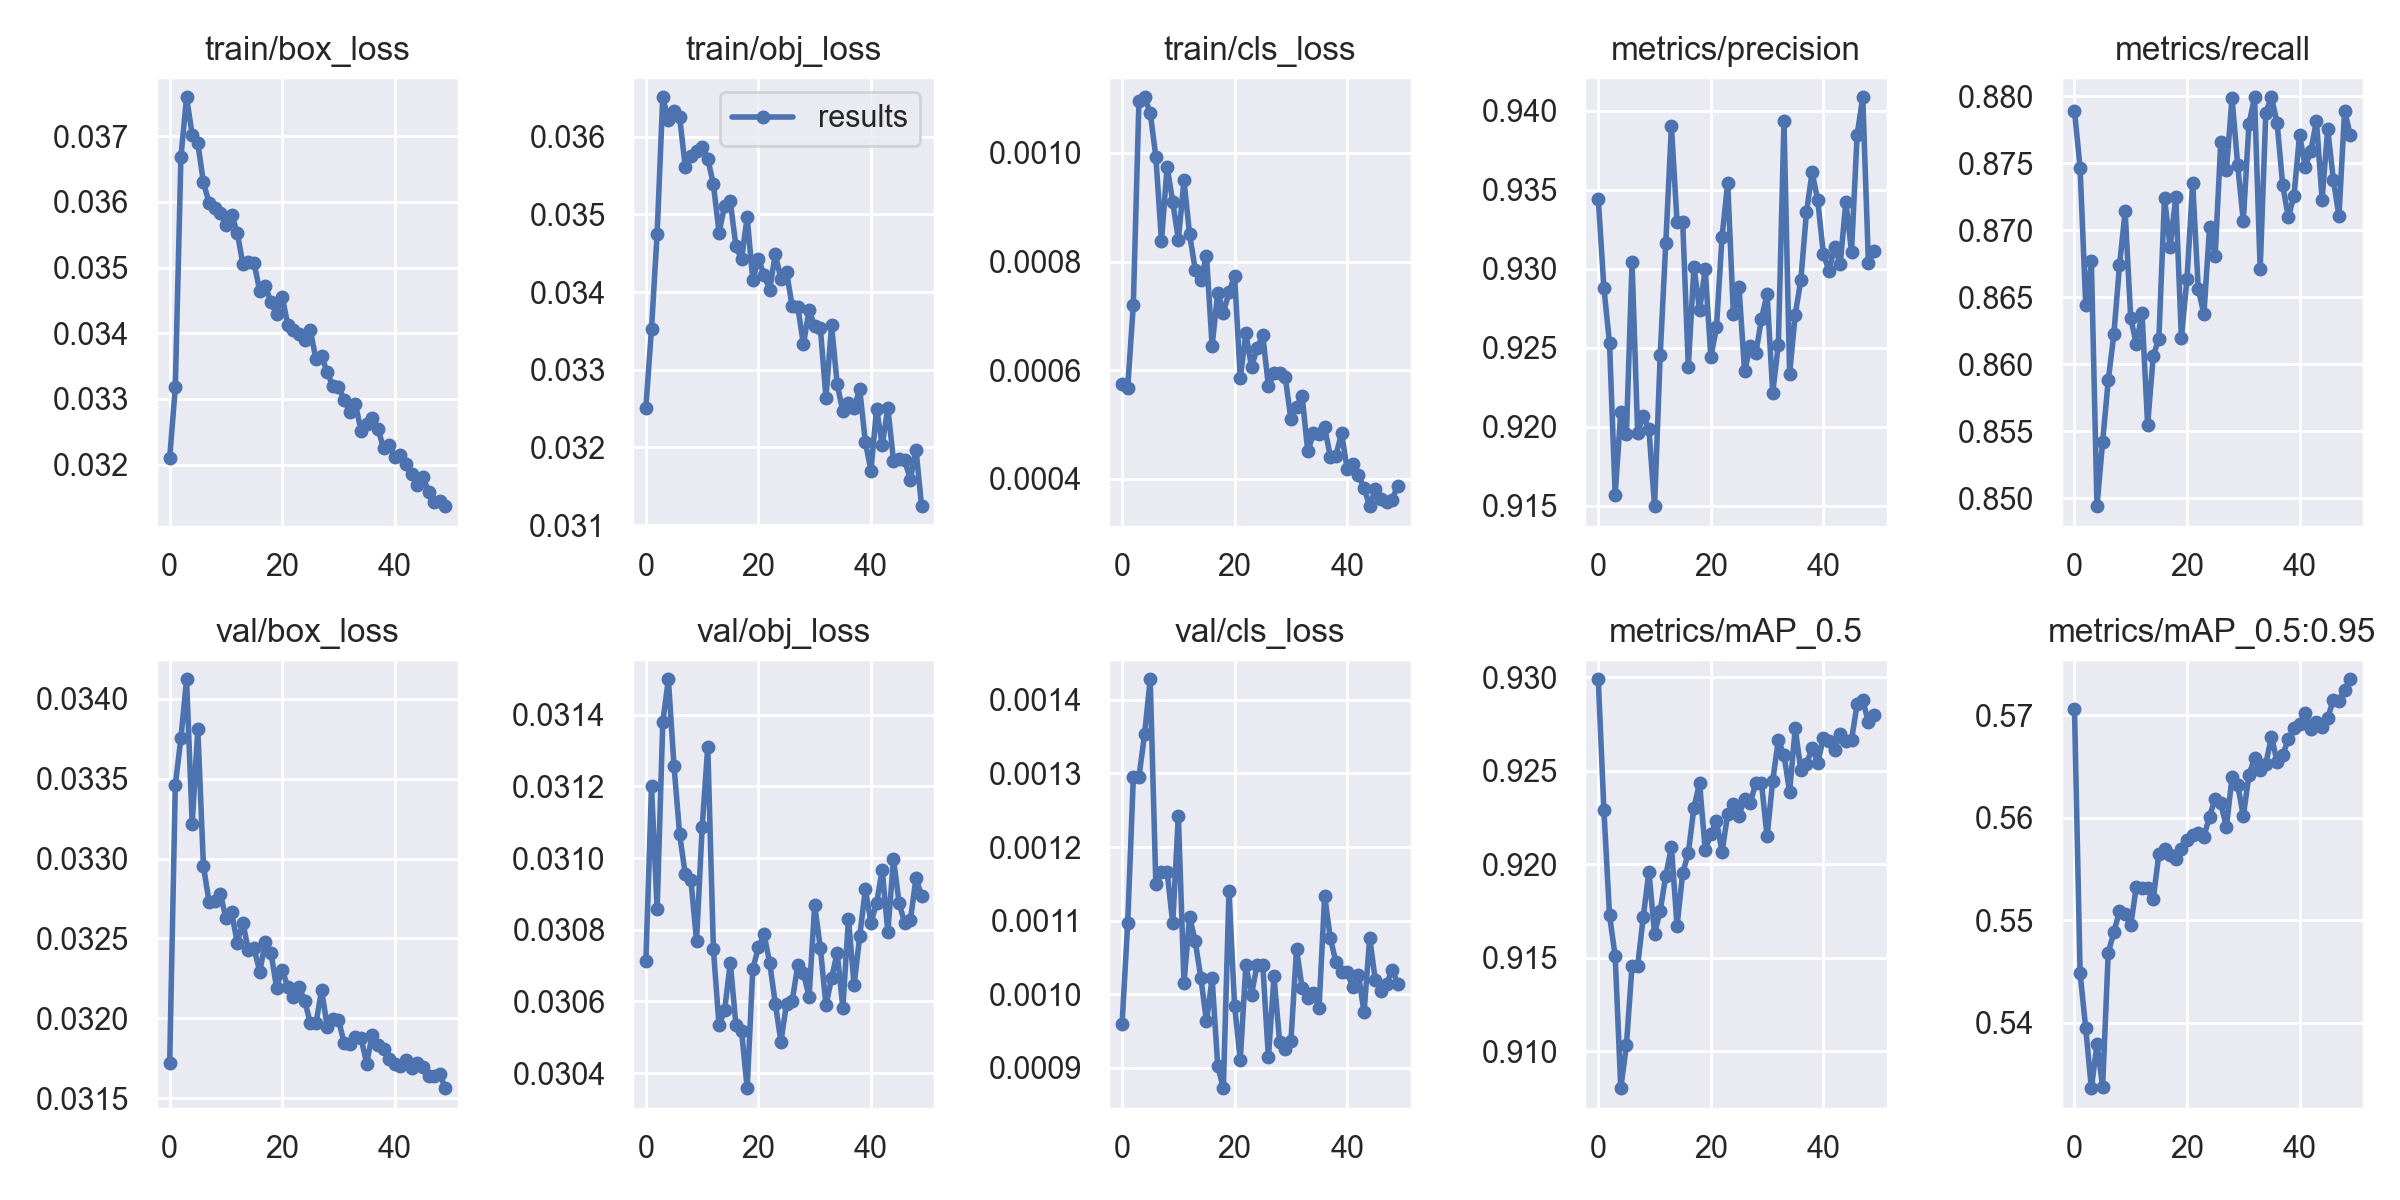 train/box_loss
train/obj_loss
train/cls_loss
metrics/precision
metrics/recall
results
0.037
0.036
0.035
0.034
0.033
0.032
0 20 40
0.036
0.035
0.034
0.033
0.032
0.031
0 20 40
0.0010
0.0008
0.0006
0.0004
0 20 40
0.940
0.935
0.930
0.925
0.920
0.915
0 20 40
0.880
0.875
0.870
0.865
0.860
0.855
0.850
0 20 40
val/box_loss
val/obj_loss
val/cls_loss
metrics/mAP_0.5
metrics/mAP_0.5:0.95
0.0340
0.0335
0.0330
0.0325
0.0320
0.0315
0 20 40
0.0314
0.0312
0.0310
0.0308
0.0306
0.0304
0 20 40
0.0014
0.0013
0.0012
0.0011
0.0010
0.0009
0 20 40
0.930
0.925
0.920
0.915
0.910
0 20 40
0.57
0.56
0.55
0.54
0 20 40